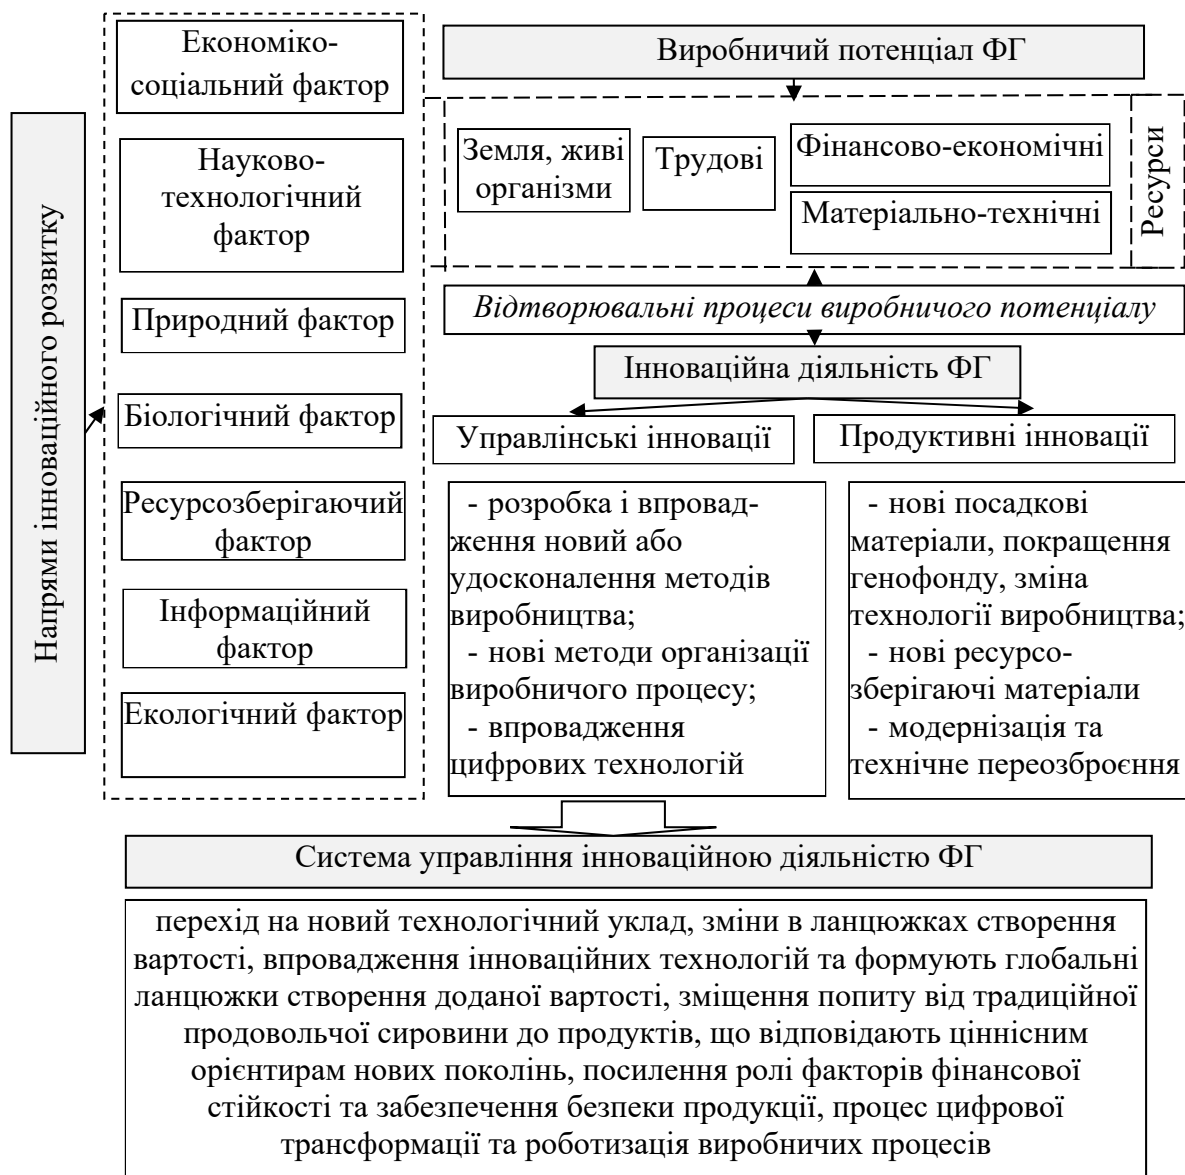 Напрями інноваційного розвитку
Економіко-
соціальний фактор
Науково-
технологічний
фактор
Природний фактор
Біологічний фактор
Ресурсозберігаючий
фактор
Інформаційний
фактор
Екологічний фактор
Виробничий потенціал ФГ
Земля, живі
організми
Трудові
Фінансово-економічні
Матеріально-технічні
Ресурси
Відтворювальні процеси виробничого потенціалу
Інноваційна діяльність ФГ
Управлінські інновації
Продуктивні інновації
- розробка і впровад-
ження новий або
удосконалення методів
виробництва;
- нові методи організації
виробничого процесу;
- впровадження
цифрових технологій
- нові посадкові
матеріали, покращення
генофонду, зміна
технології виробництва;
- нові ресурсо-
зберігаючі матеріали
- модернізація та
технічне переозброєння
Система управління інноваційною діяльністю ФГ
перехід на новий технологічний уклад, зміни в ланцюжках створення
вартості, впровадження інноваційних технологій та формують глобальні
ланцюжки створення доданої вартості, зміщення попиту від традиційної
продовольчої сировини до продуктів, що відповідають ціннісним
орієнтирам нових поколінь, посилення ролі факторів фінансової
стійкості та забезпечення безпеки продукції, процес цифрової
трансформації та роботизація виробничих процесів